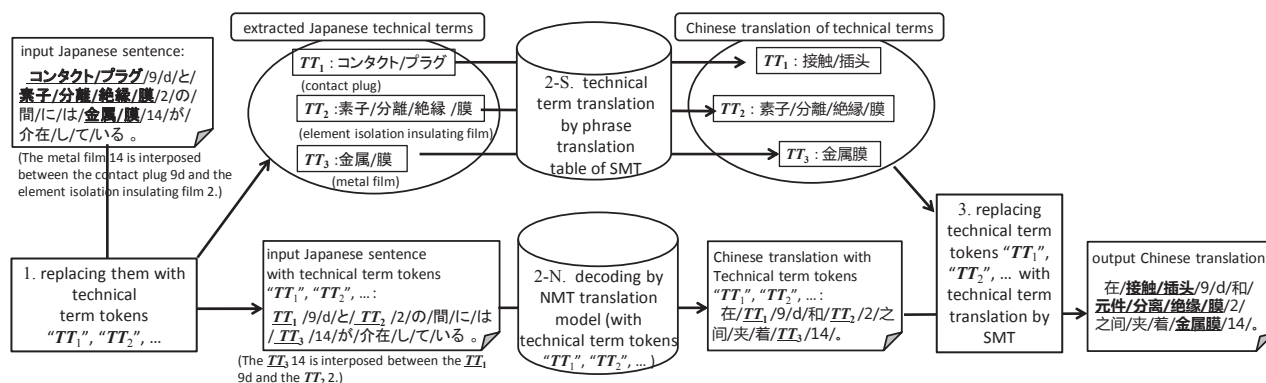 input Japanese sentence:
コンタクト/プラグ/9/d/と/
素子/分離/絶縁/膜/2/の/
間/に/は/金属/膜/14/が/
介在/し/て/いる 。
(The metal film 14 is interposed
between the contact plug 9d and the
element isolation insulating film 2.)
extracted Japanese technical terms
TT₁ : コンタクト/プラグ
(contact plug)
TT₂ : 素子/分離/絶縁 /膜
(element isolation insulating film)
TT₃ : 金属/膜
(metal film)
2-S. technical
term translation
by phrase
translation
table of SMT
Chinese translation of technical terms
TT₁ : 接触/插头
TT₂ : 素子/分离/绝缘/膜
TT₃ : 金属膜
1. replacing them with
technical
term tokens
“TT₁”, “TT₂”, ...
input Japanese sentence
with technical term tokens
“TT₁”, “TT₂”, ... :
TT₁ /9/d/と/ TT₂ /2/の/間/に/は
/ TT₃ /14/が/介在/し/て/いる 。
(The TT₃ 14 is interposed between the TT₁
9d and the TT₂ 2.)
2-N. decoding by
NMT translation
model (with
technical term tokens
“TT₁”, “TT₂”, ... )
Chinese translation with
Technical term tokens
“TT₁”, “TT₂”, ... :
在/TT₁ /9/d/和/TT₂ /2/之
间/夹/着/TT₃ /14/。
3. replacing
technical term
tokens “TT₁”,
“TT₂”, ... with
technical term
translation by
SMT
output Chinese translation
在/接触/插头/9/d/和/
元件/分离/绝缘/膜/2/
之间/夹/着/金属膜/14/。